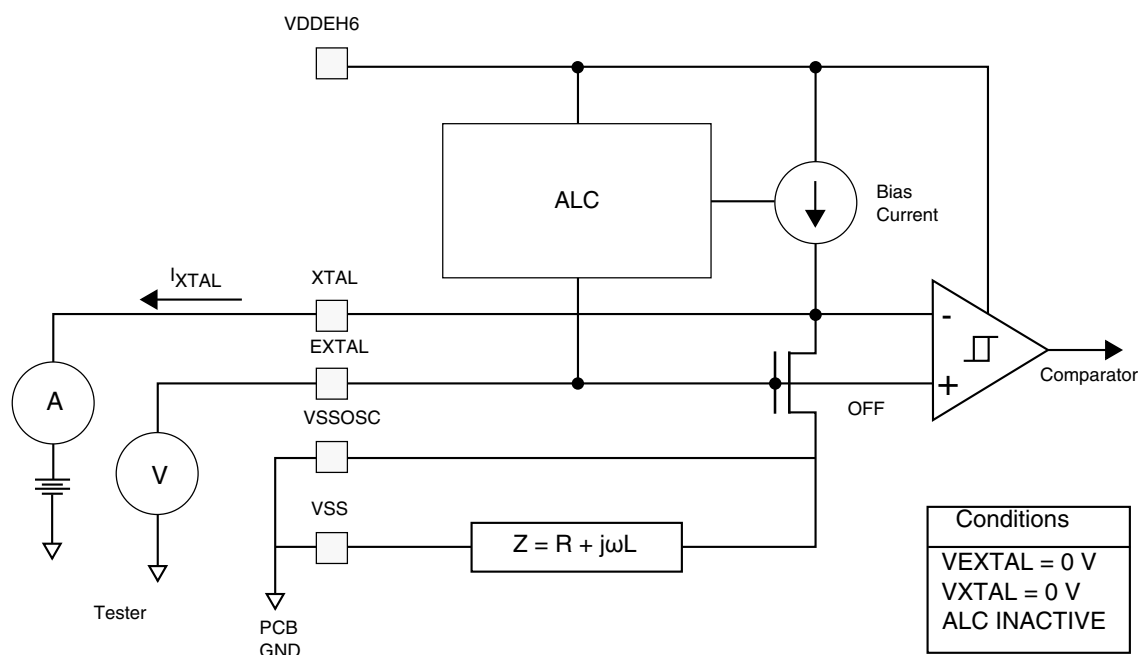 VDDEH6
ALC
Bias
Current
IXTAL
XTAL
EXTAL
-
+
A
V
VSSOSC
OFF
Comparator
VSS
Z = R + jωL
Tester
PCB
GND
Conditions
VEXTAL = 0 V
VXTAL = 0 V
ALC INACTIVE